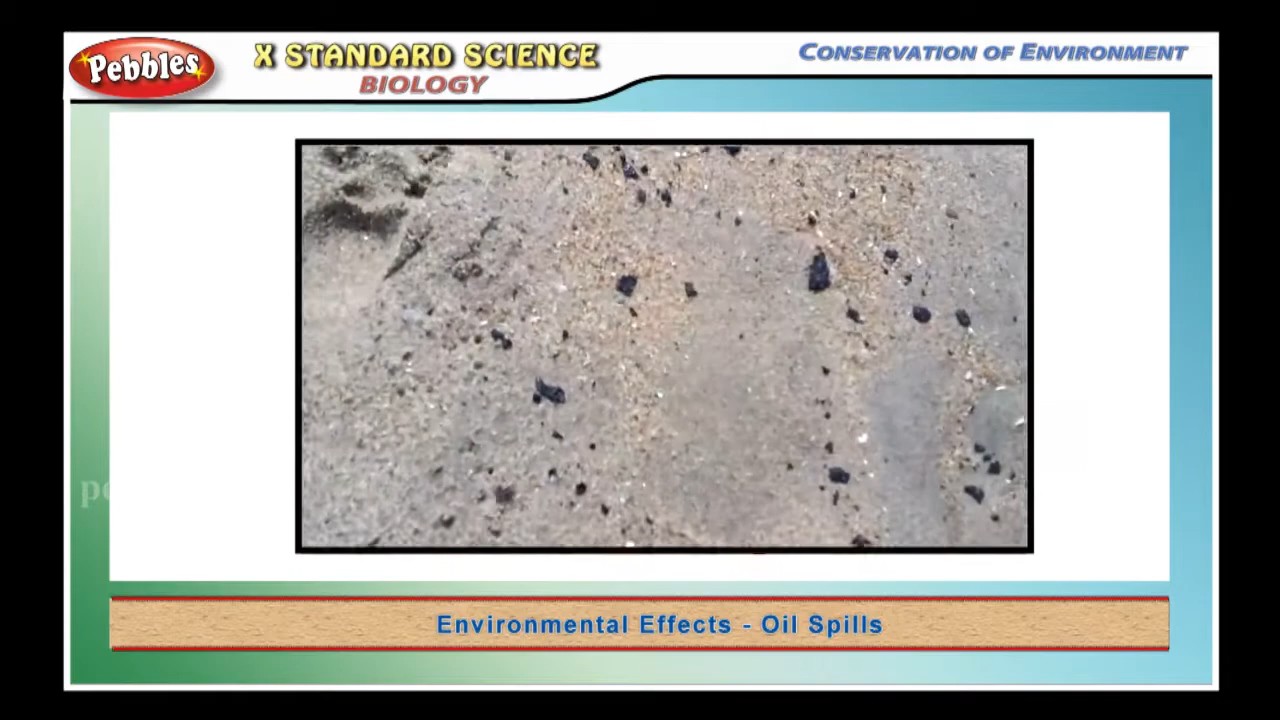 Pebbles
X STANDARD SCIENCE
BIOLOGY
CONSERVATION OF ENVIRONMENT
Environmental Effects - Oil Spills